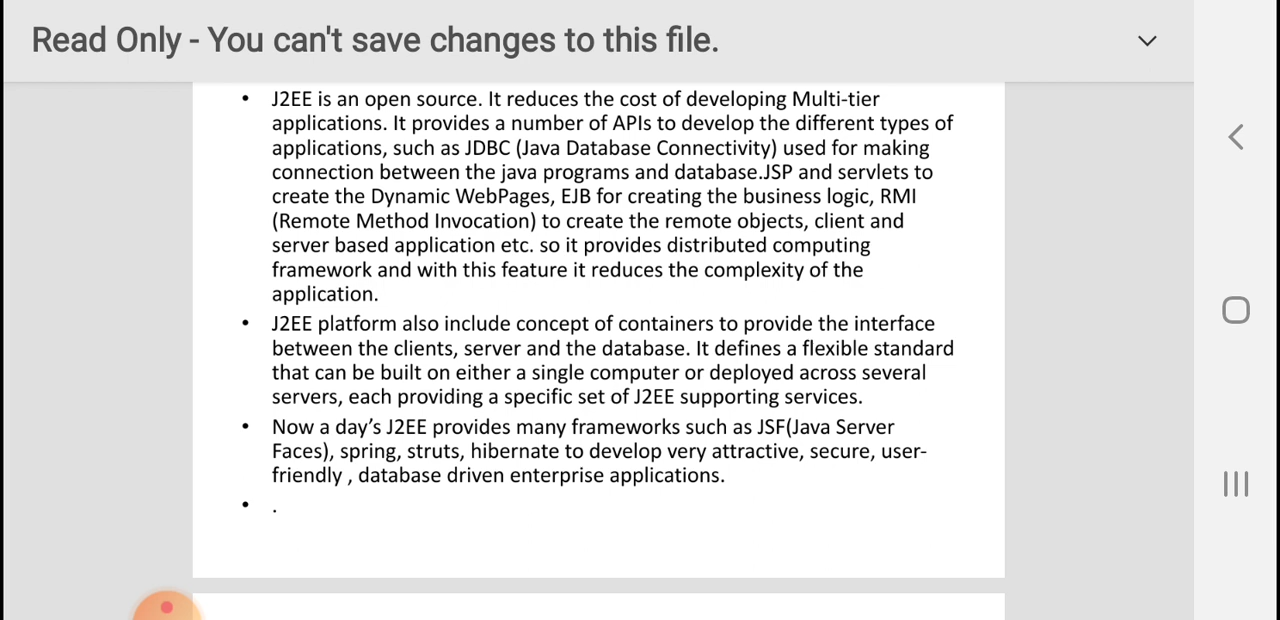 Read Only - You can't save changes to this file.
• J2EE is an open source. It reduces the cost of developing Multi-tier
applications. It provides a number of APIs to develop the different types of
applications, such as JDBC (Java Database Connectivity) used for making
connection between the java programs and database.JSP and servlets to
create the Dynamic WebPages, EJB for creating the business logic, RMI
(Remote Method Invocation) to create the remote objects, client and
server based application etc. so it provides distributed computing
framework and with this feature it reduces the complexity of the
application.
• J2EE platform also include concept of containers to provide the interface
between the clients, server and the database. It defines a flexible standard
that can be built on either a single computer or deployed across several
servers, each providing a specific set of J2EE supporting services.
• Now a day’s J2EE provides many frameworks such as JSF(Java Server
Faces), spring, struts, hibernate to develop very attractive, secure, user-
friendly , database driven enterprise applications.
• .